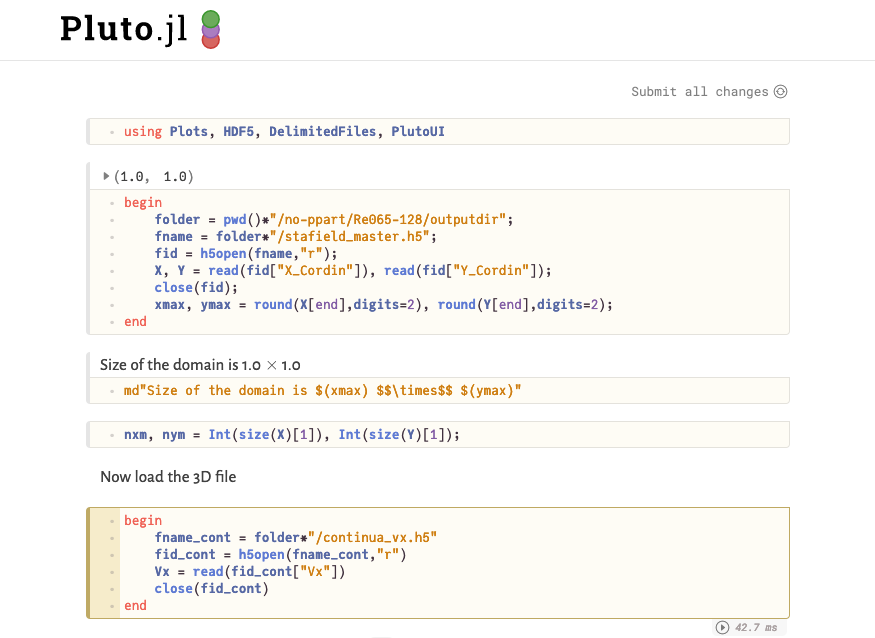 Pluto.jl
Submit all changes
using Plots, HDF5, DelimitedFiles, PlutoUI
(1.0, 1.0)
begin
folder = pwd()*"/no-ppart/Re065-128/outputdir";
fname = folder*"/stafield_master.h5";
fid = h5open(fname,"r");
X, Y = read(fid["X_Cordin"]), read(fid["Y_Cordin"]);
close(fid);
xmax, ymax = round(X[end],digits=2), round(Y[end],digits=2);
end
Size of the domain is 1.0 × 1.0
md"Size of the domain is $(xmax) $$\times$$ $(ymax)"
nxm, nym = Int(size(X)[1]), Int(size(Y)[1]);
Now load the 3D file
begin
fname_cont = folder*"/continua_vx.h5"
fid_cont = h5open(fname_cont,"r")
Vx = read(fid_cont["Vx"])
close(fid_cont)
end
42.7 ms